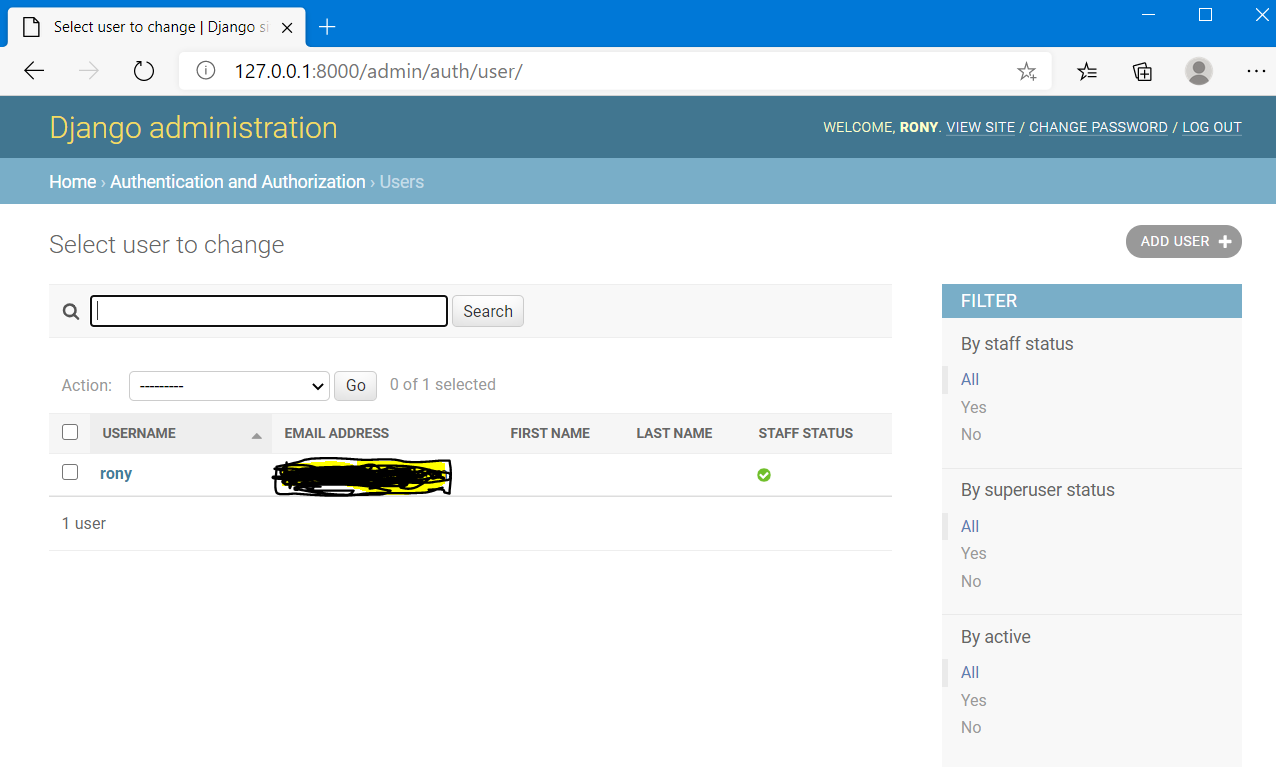 Select user to change | Django si
127.0.0.1:8000/admin/auth/user/
Django administration
WELCOME, RONY. VIEW SITE / CHANGE PASSWORD / LOG OUT
Home › Authentication and Authorization › Users
Select user to change
ADD USER +
Search
Action: --------- Go 0 of 1 selected
USERNAME EMAIL ADDRESS FIRST NAME LAST NAME STAFF STATUS
rony
1 user
FILTER
By staff status
All
Yes
No
By superuser status
All
Yes
No
By active
All
Yes
No